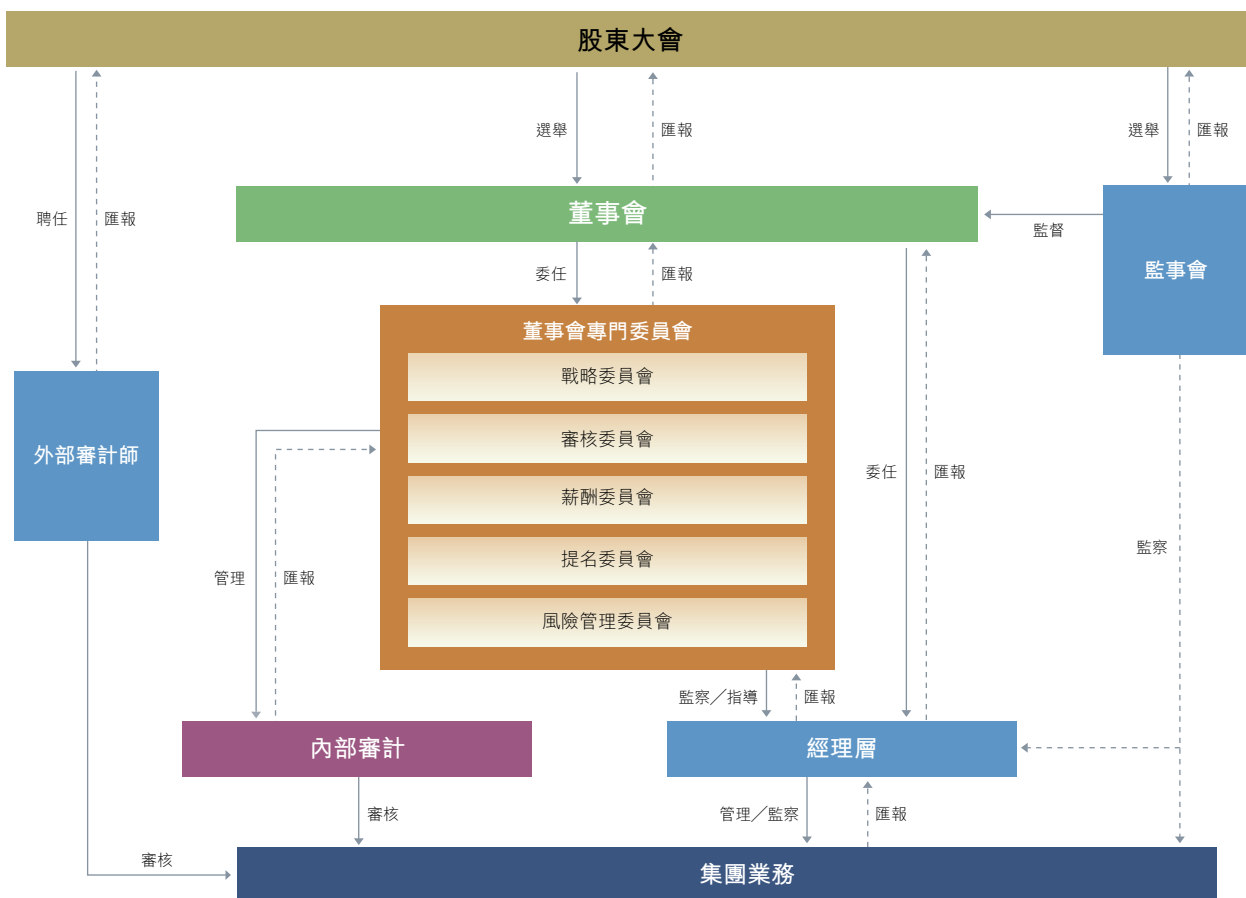 股東大會
選舉
匯報
選舉
匯報
聘任
匯報
董事會
監督
監事會
委任
匯報
董事會專門委員會
戰略委員會
審核委員會
薪酬委員會
提名委員會
風險管理委員會
外部審計師
委任
匯報
監察
管理
匯報
監察／指導
匯報
內部審計
經理層
審核
管理／監察
匯報
審核
集團業務